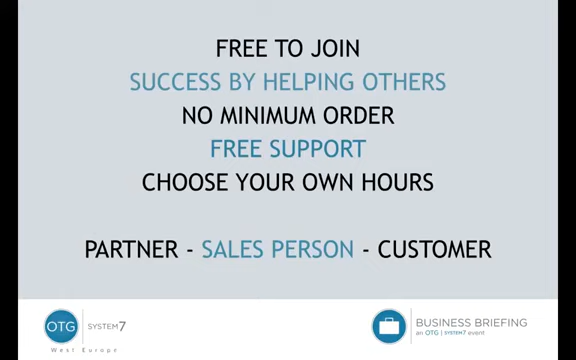 FREE TO JOIN
SUCCESS BY HELPING OTHERS
NO MINIMUM ORDER
FREE SUPPORT
CHOOSE YOUR OWN HOURS
PARTNER - SALES PERSON - CUSTOMER
OTG SYSTEM7
West Europe
BUSINESS BRIEFING
an OTG | SYSTEM7 event